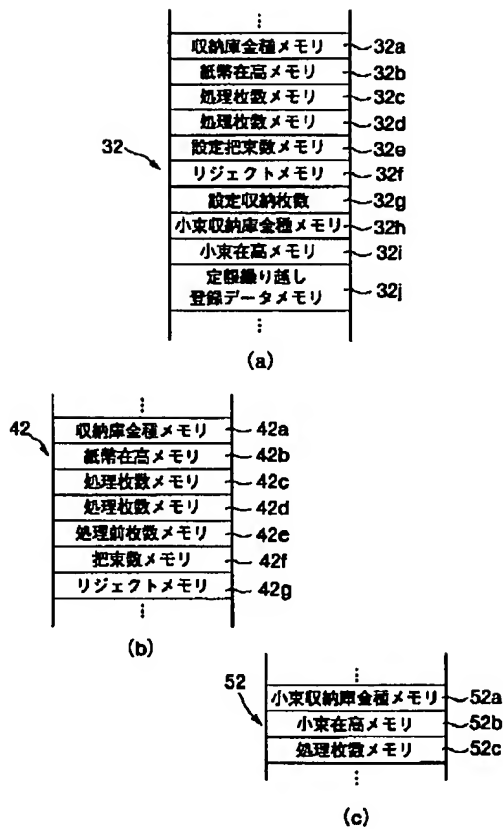 収納庫金種メモリ 32a
紙幣在高メモリ 32b
処理枚数メモリ 32c
処理枚数メモリ 32d
32 設定把束数メモリ 32e
リジェクトメモリ 32f
設定収納枚数 32g
小束収納庫金種メモリ 32h
小束在高メモリ 32i
定額繰り越し
登録データメモリ 32j
(a)
42 収納庫金種メモリ 42a
紙幣在高メモリ 42b
処理枚数メモリ 42c
処理枚数メモリ 42d
処理前枚数メモリ 42e
把束数メモリ 42f
リジェクトメモリ 42g
(b)
52 小束収納庫金種メモリ 52a
小束在高メモリ 52b
処理枚数メモリ 52c
(c)